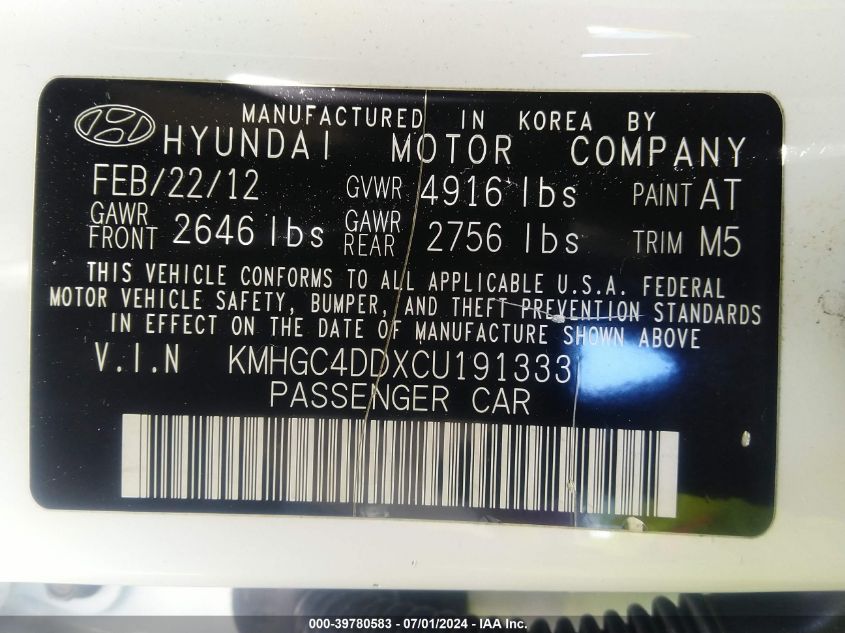 MANUFACTURED IN KOREA BY
HYUNDAI MOTOR COMPANY
FEB/22/12 GVWR 4916 lbs PAINT AT
GAWR FRONT 2646 lbs GAWR REAR 2756 lbs TRIM M5
THIS VEHICLE CONFORMS TO ALL APPLICABLE U.S.A. FEDERAL
MOTOR VEHICLE SAFETY, BUMPER, AND THEFT PREVENTION STANDARDS
IN EFFECT ON THE DATE OF MANUFACTURE SHOWN ABOVE
V.I.N KMHGC4DDXCU191333
PASSENGER CAR
000-39780583 - 07/01/2024 - IAA Inc.